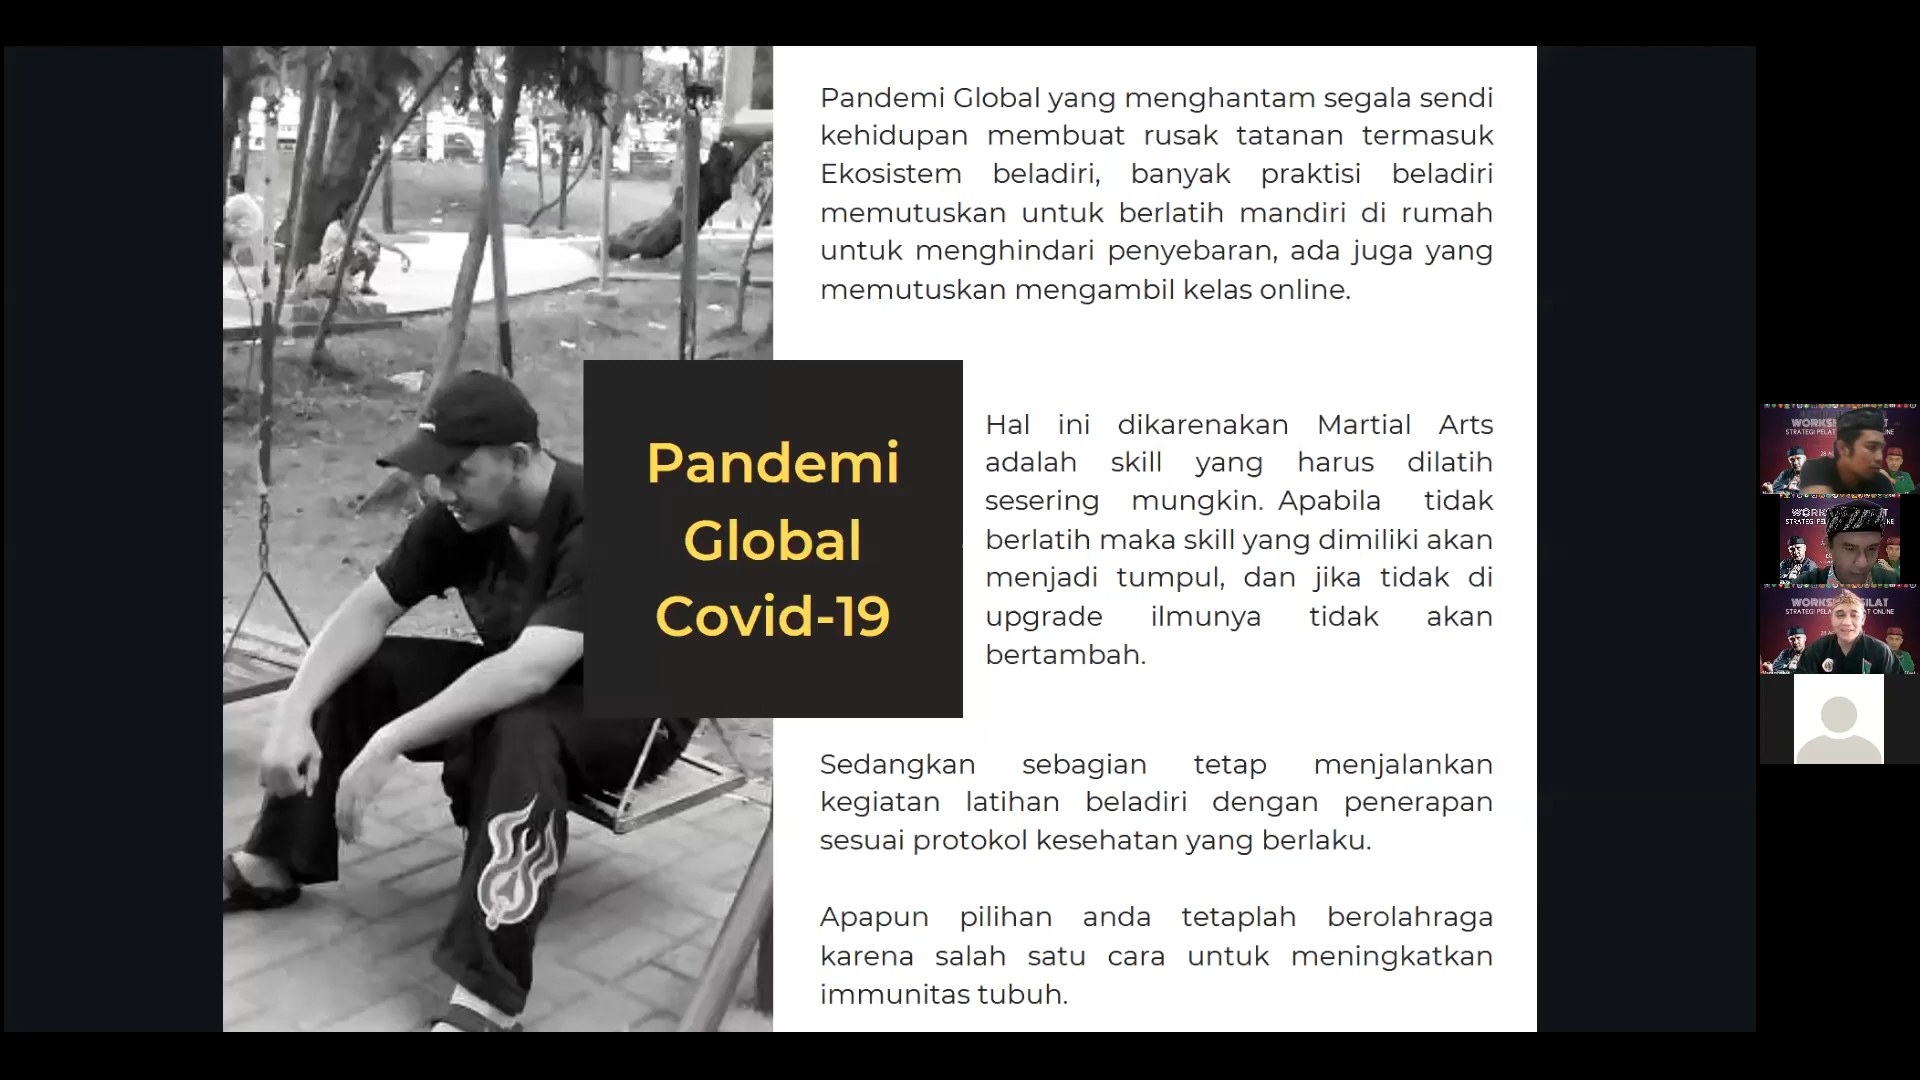 Pandemi Global yang menghantam segala sendi
kehidupan membuat rusak tatanan termasuk
Ekosistem beladiri, banyak praktisi beladiri
memutuskan untuk berlatih mandiri di rumah
untuk menghindari penyebaran, ada juga yang
memutuskan mengambil kelas online.
Pandemi
Global
Covid-19
Hal ini dikarenakan Martial Arts
adalah skill yang harus dilatih
sesering mungkin. Apabila tidak
berlatih maka skill yang dimiliki akan
menjadi tumpul, dan jika tidak di
upgrade ilmunya tidak akan
bertambah.
Sedangkan sebagian tetap menjalankan
kegiatan latihan beladiri dengan penerapan
sesuai protokol kesehatan yang berlaku.
Apapun pilihan anda tetaplah berolahraga
karena salah satu cara untuk meningkatkan
immunitas tubuh.